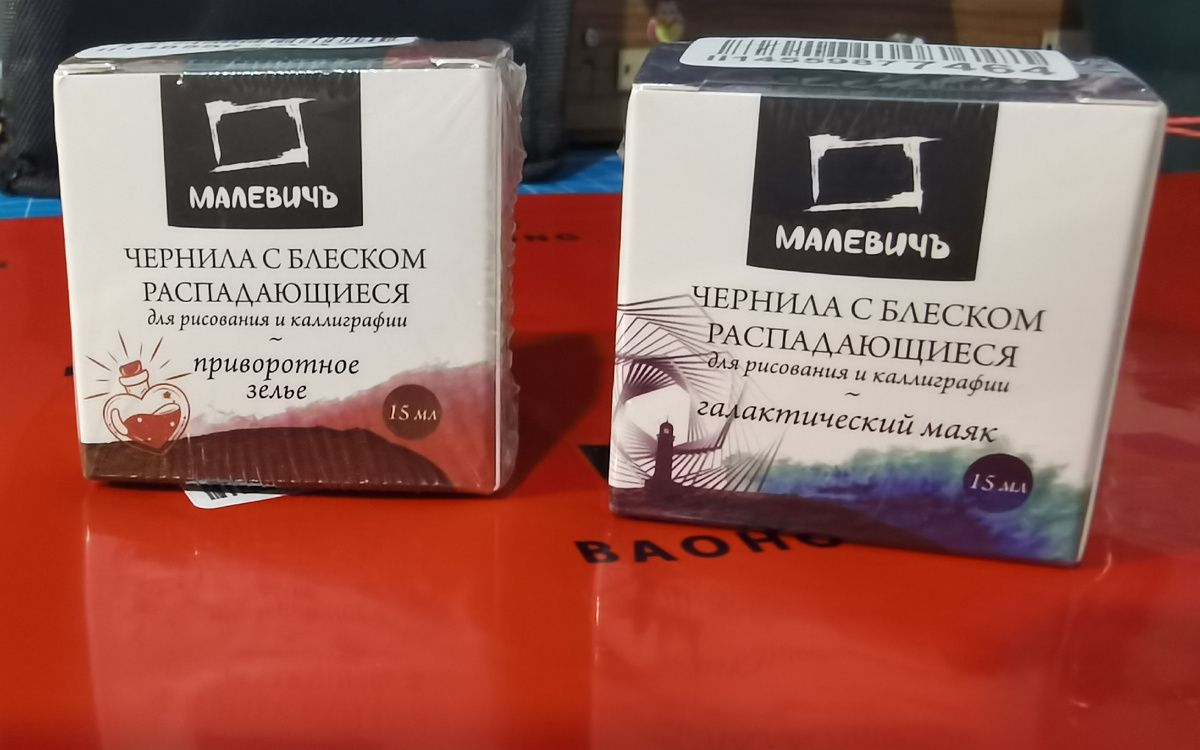 МАЛЕВИЧЪ
ЧЕРНИЛА С БЛЕСКОМ
РАСПАДАЮЩИЕСЯ
для рисования и каллиграфии
~
приворотное
зелье
15 мл
7464
МАЛЕВИЧЪ
ЧЕРНИЛА С БЛЕСКОМ
РАСПАДАЮЩИЕСЯ
для рисования и каллиграфии
~
галактический маяк
15 мл